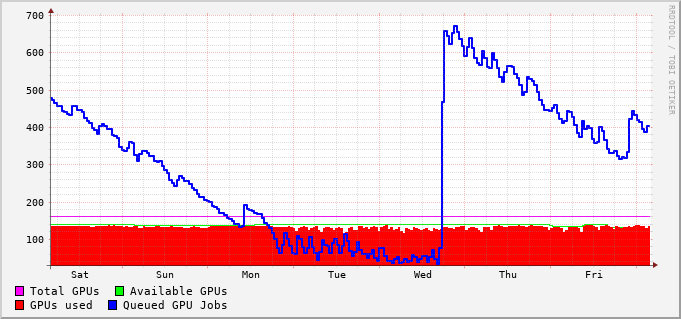 700
600
500
400
300
200
100
Sat Sun Mon Tue Wed Thu Fri
Total GPUs Available GPUs
GPUs used Queued GPU Jobs
RRDTOOL / TOBI OETIKER